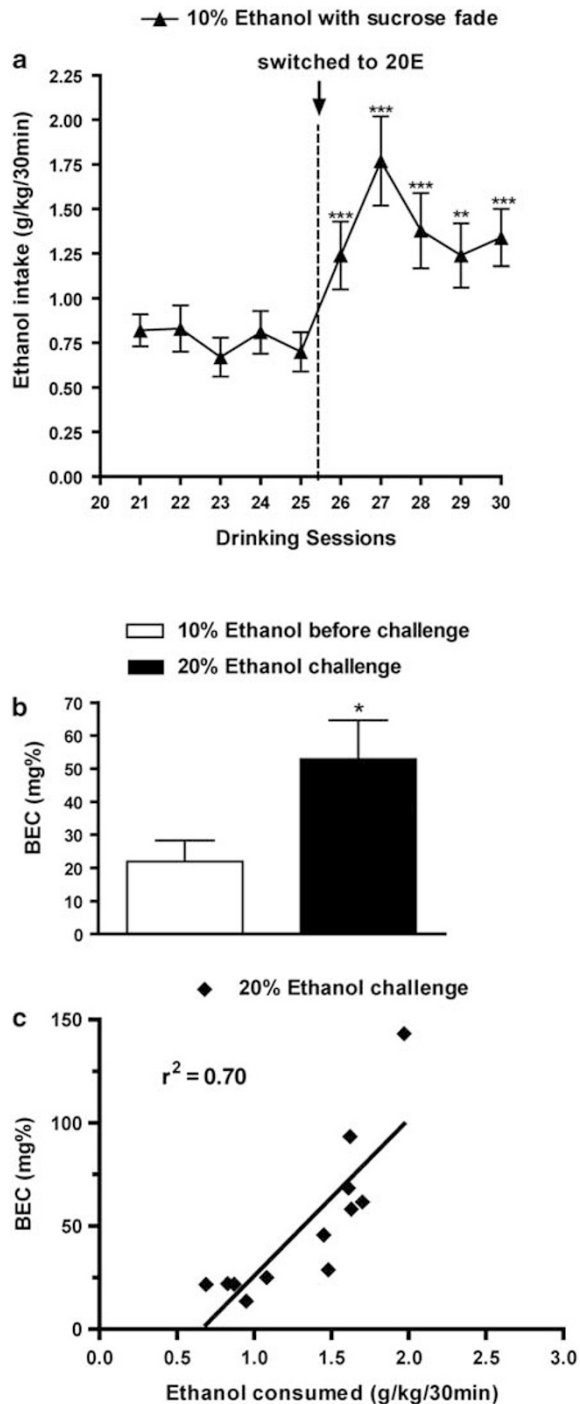 10% Ethanol with sucrose fade
a
switched to 20E
Ethanol intake (g/kg/30min)
2.25
2.00
1.75
1.50
1.25
1.00
0.75
0.50
0.25
0.00
*** *** *** ** ***
20 21 22 23 24 25 26 27 28 29 30
Drinking Sessions
10% Ethanol before challenge
20% Ethanol challenge
b
BEC (mg%)
70
60
50
40
30
20
10
0
*
20% Ethanol challenge
c
BEC (mg%)
150
100
50
0
r² = 0.70
0.0 0.5 1.0 1.5 2.0 2.5 3.0
Ethanol consumed (g/kg/30min)